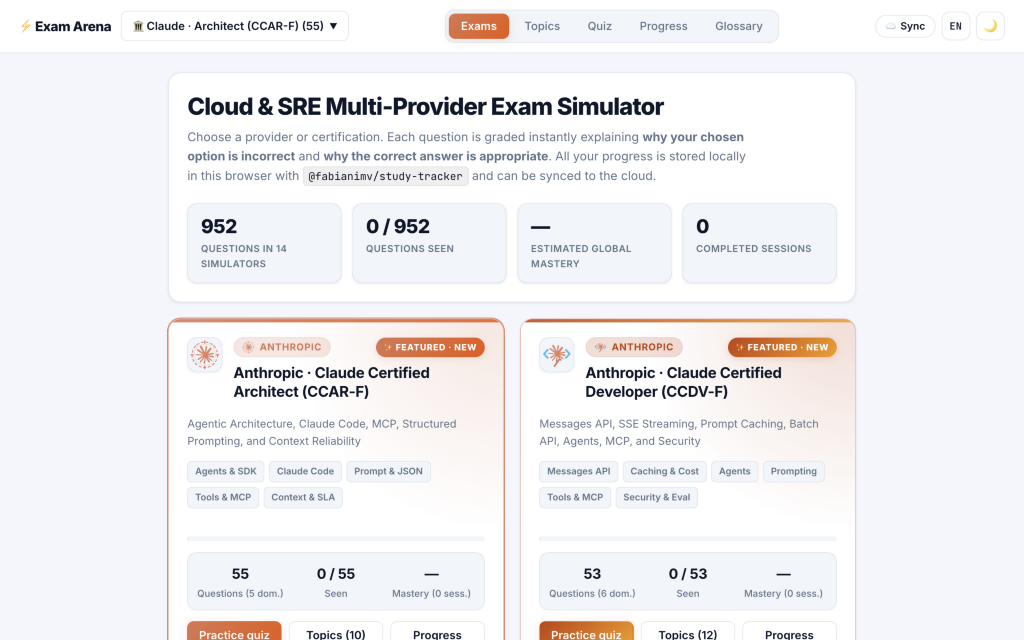 ⚡ Exam Arena
🏛️ Claude · Architect (CCAR-F) (55) ▼
Exams
Topics
Quiz
Progress
Glossary
☁️ Sync
EN
Cloud & SRE Multi-Provider Exam Simulator
Choose a provider or certification. Each question is graded instantly explaining why your chosen
option is incorrect and why the correct answer is appropriate. All your progress is stored locally
in this browser with @fabianimv/study-tracker and can be synced to the cloud.
952
QUESTIONS IN 14
SIMULATORS
0 / 952
QUESTIONS SEEN
—
ESTIMATED GLOBAL
MASTERY
0
COMPLETED SESSIONS
ANTHROPIC
✨ FEATURED · NEW
Anthropic · Claude Certified
Architect (CCAR-F)
Agentic Architecture, Claude Code, MCP, Structured
Prompting, and Context Reliability
Agents & SDK
Claude Code
Prompt & JSON
Tools & MCP
Context & SLA
55
Questions (5 dom.)
0 / 55
Seen
—
Mastery (0 sess.)
Practice quiz
Topics (10)
Progress
ANTHROPIC
✨ FEATURED · NEW
Anthropic · Claude Certified
Developer (CCDV-F)
Messages API, SSE Streaming, Prompt Caching, Batch
API, Agents, MCP, and Security
Messages API
Caching & Cost
Agents
Prompting
Tools & MCP
Security & Eval
53
Questions (6 dom.)
0 / 53
Seen
—
Mastery (0 sess.)
Practice quiz
Topics (12)
Progress